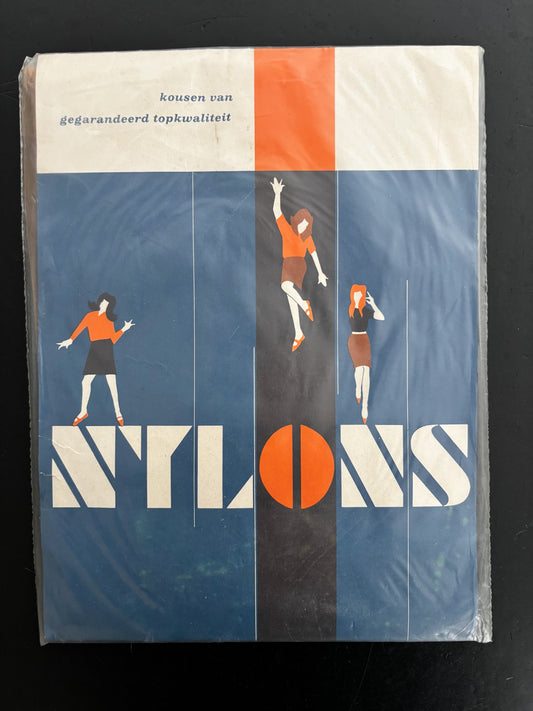 kousen van
gegarandeerd topkwaliteit
NYLONS